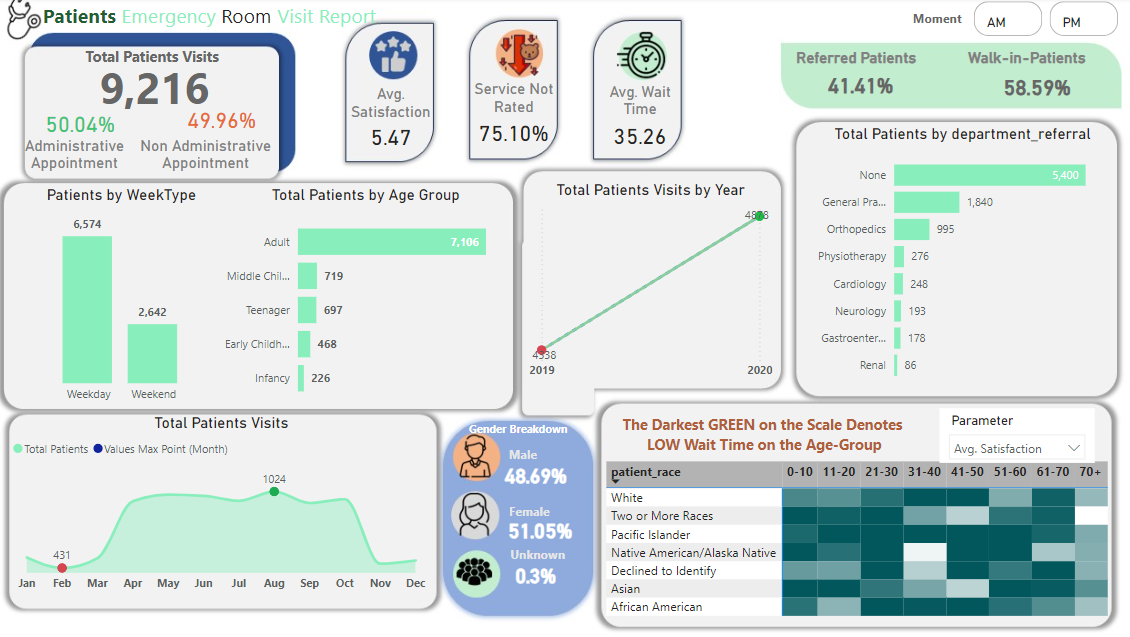 Patients Emergency Room Visit Report
Moment
AM
PM
Total Patients Visits
9,216
50.04%
49.96%
Administrative
Appointment
Non Administrative
Appointment
Avg.
Satisfaction
5.47
Service Not
Rated
75.10%
Avg. Wait
Time
35.26
Referred Patients
41.41%
Walk-in-Patients
58.59%
Patients by WeekType
6,574
2,642
Weekday
Weekend
Total Patients by Age Group
Adult 7,106
Middle Chil... 719
Teenager 697
Early Childh... 468
Infancy 226
Total Patients Visits by Year
4878
4338
2019
2020
Total Patients by department_referral
None 5,400
General Pra... 1,840
Orthopedics 995
Physiotherapy 276
Cardiology 248
Neurology 193
Gastroenter... 178
Renal 86
Total Patients Visits
Total Patients Values Max Point (Month)
1024
431
Jan Feb Mar Apr May Jun Jul Aug Sep Oct Nov Dec
Gender Breakdown
Male
48.69%
Female
51.05%
Unknown
0.3%
The Darkest GREEN on the Scale Denotes
LOW Wait Time on the Age-Group
Parameter
Avg. Satisfaction
patient_race 0-10 11-20 21-30 31-40 41-50 51-60 61-70 70+
White
Two or More Races
Pacific Islander
Native American/Alaska Native
Declined to Identify
Asian
African American